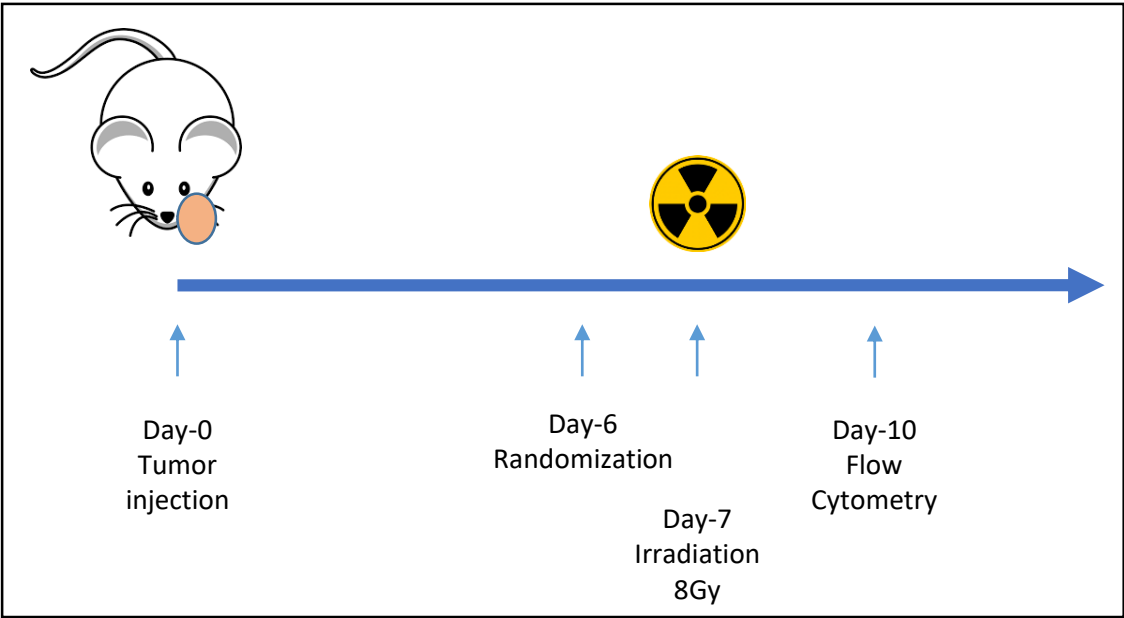 Day-0
Tumor
injection
Day-6
Randomization
Day-7
Irradiation
8Gy
Day-10
Flow
Cytometry